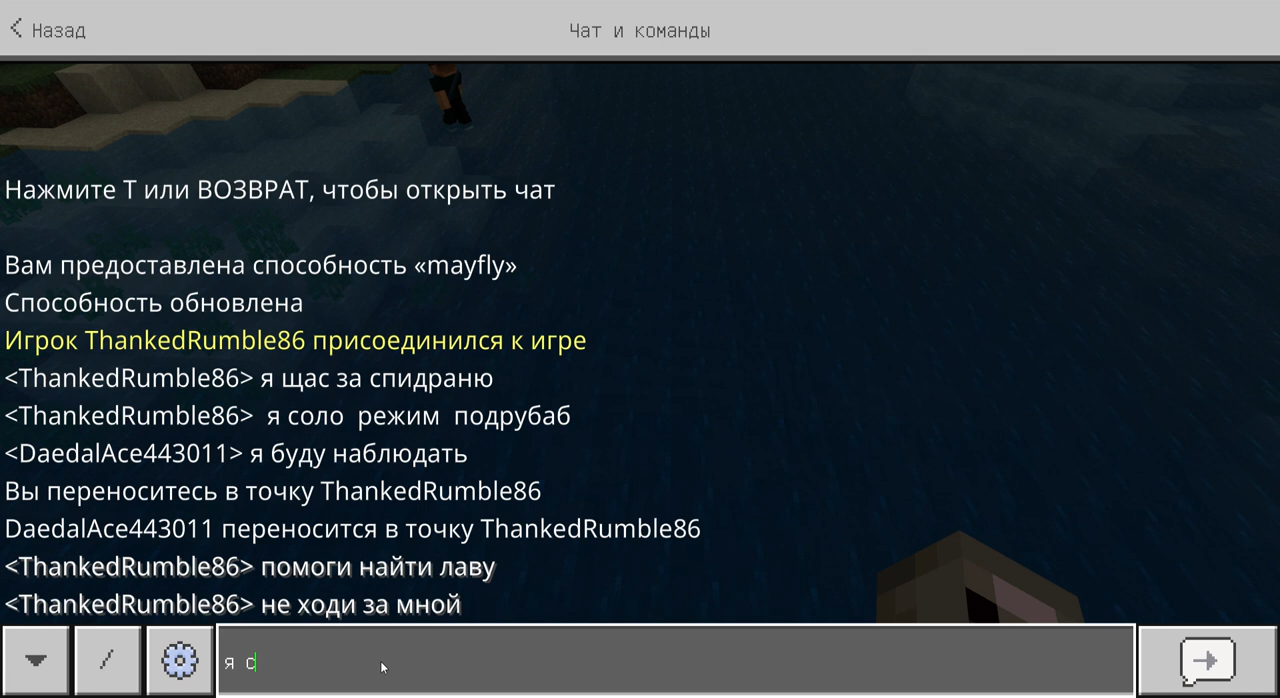 Назад
Чат и команды
Нажмите T или ВОЗВРАТ, чтобы открыть чат
Вам предоставлена способность «mayfly»
Способность обновлена
Игрок ThankedRumble86 присоединился к игре
<ThankedRumble86> я щас за спидраню
<ThankedRumble86>  я соло  режим  подрубаб
<DaedalAce443011> я буду наблюдать
Вы переноситесь в точку ThankedRumble86
DaedalAce443011 переносится в точку ThankedRumble86
<ThankedRumble86> помоги найти лаву
<ThankedRumble86> не ходи за мной
/
я с